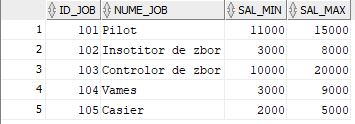 ID_JOB NUME_JOB SAL_MIN SAL_MAX
1 101 Pilot 11000 15000
2 102 Insotitor de zbor 3000 8000
3 103 Controlor de zbor 10000 20000
4 104 Vames 3000 9000
5 105 Casier 2000 5000